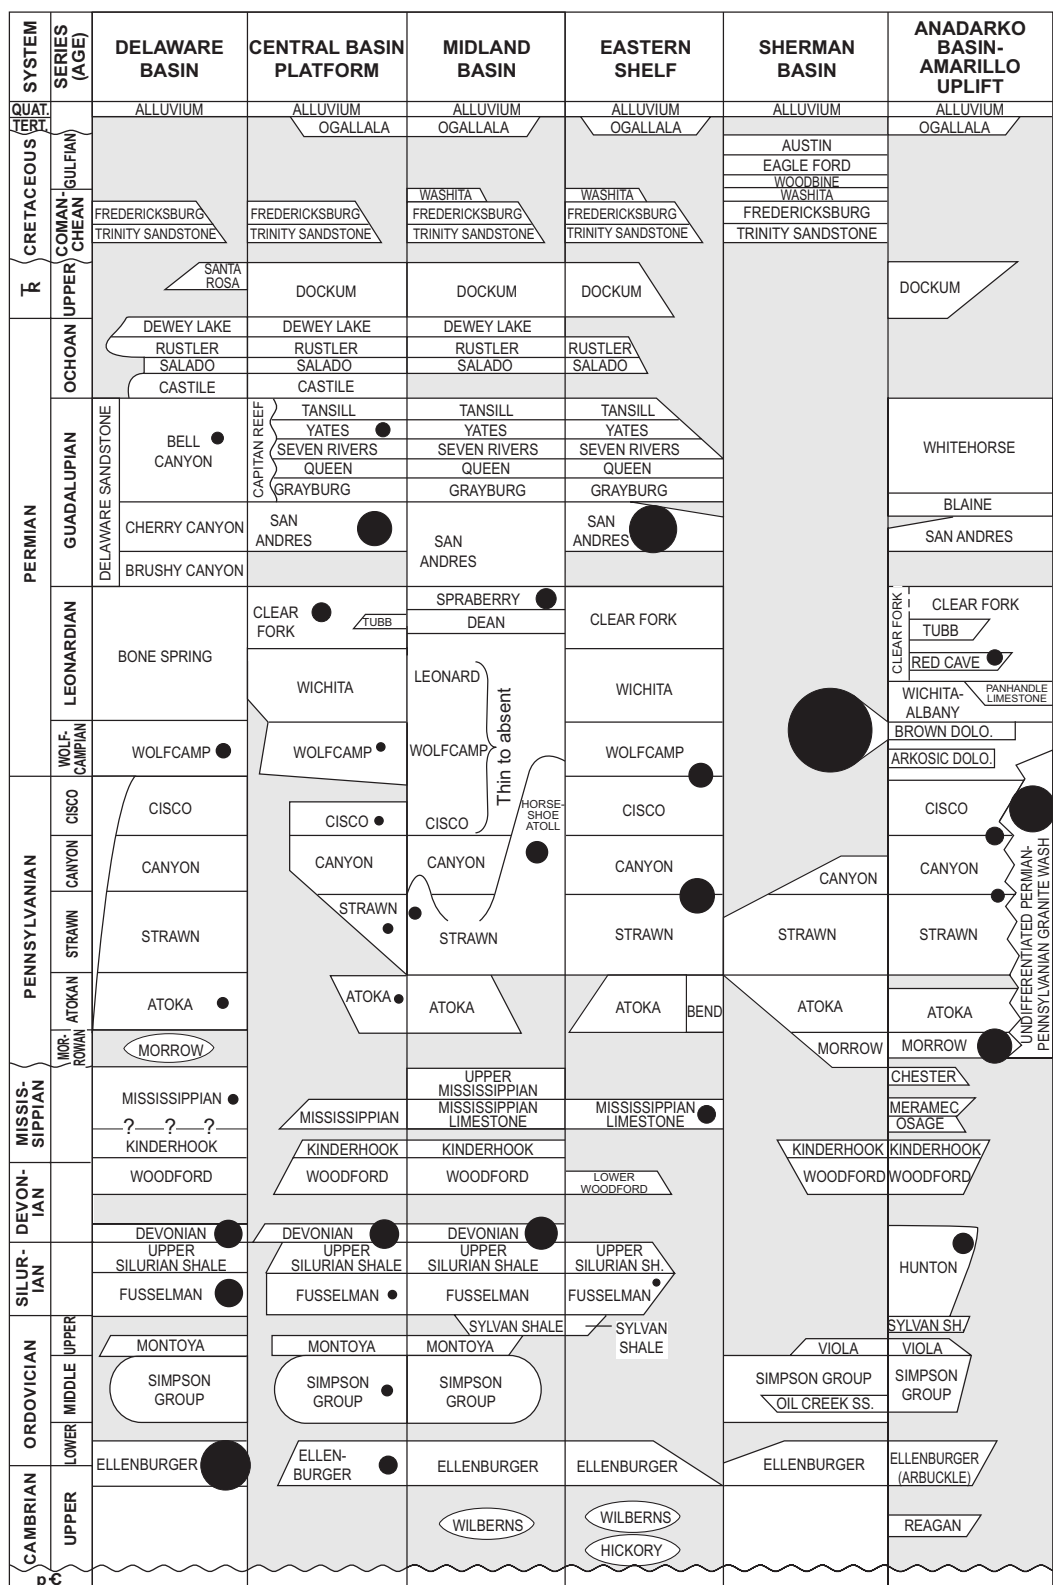 SYSTEM
SERIES (AGE)
DELAWARE
BASIN
CENTRAL BASIN
PLATFORM
MIDLAND
BASIN
EASTERN
SHELF
SHERMAN
BASIN
ANADARKO
BASIN-
AMARILLO
UPLIFT
QUAT.
ALLUVIUM
ALLUVIUM
ALLUVIUM
ALLUVIUM
ALLUVIUM
ALLUVIUM
TERT.
OGALLALA
OGALLALA
OGALLALA
OGALLALA
CRETACEOUS
GULFIAN
AUSTIN
EAGLE FORD
WOODBINE
COMAN-
CHEAN
WASHITA
WASHITA
WASHITA
FREDERICKSBURG
FREDERICKSBURG
FREDERICKSBURG
FREDERICKSBURG
FREDERICKSBURG
TRINITY SANDSTONE
TRINITY SANDSTONE
TRINITY SANDSTONE
TRINITY SANDSTONE
TRINITY SANDSTONE
TR
UPPER
SANTA
ROSA
DOCKUM
DOCKUM
DOCKUM
DOCKUM
PERMIAN
OCHOAN
DEWEY LAKE
DEWEY LAKE
DEWEY LAKE
RUSTLER
RUSTLER
RUSTLER
RUSTLER
SALADO
SALADO
SALADO
SALADO
CASTILE
CASTILE
GUADALUPIAN
DELAWARE SANDSTONE
BELL
CANYON
CAPITAN REEF
TANSILL
TANSILL
TANSILL
YATES
YATES
YATES
SEVEN RIVERS
SEVEN RIVERS
SEVEN RIVERS
QUEEN
QUEEN
QUEEN
GRAYBURG
GRAYBURG
GRAYBURG
WHITEHORSE
BLAINE
CHERRY CANYON
SAN
ANDRES
SAN
ANDRES
SAN
ANDRES
SAN ANDRES
BRUSHY CANYON
LEONARDIAN
BONE SPRING
CLEAR
FORK
TUBB
SPRABERRY
DEAN
CLEAR FORK
CLEAR FORK
CLEAR FORK
TUBB
RED CAVE
WICHITA
LEONARD
Thin to absent
WICHITA
WICHITA-
ALBANY
PANHANDLE
LIMESTONE
WOLF-
CAMPIAN
WOLFCAMP
WOLFCAMP
WOLFCAMP
WOLFCAMP
BROWN DOLO.
ARKOSIC DOLO.
PENNSYLVANIAN
CISCO
CISCO
CISCO
CISCO
HORSE-
SHOE
ATOLL
CISCO
CISCO
UNDIFFERENTIATED PERMIAN-
PENNSYLVANIAN GRANITE WASH
CANYON
CANYON
CANYON
CANYON
CANYON
CANYON
CANYON
STRAWN
STRAWN
STRAWN
STRAWN
STRAWN
STRAWN
STRAWN
ATOKAN
ATOKA
ATOKA
ATOKA
ATOKA
BEND
ATOKA
ATOKA
MOR-
ROWAN
MORROW
MORROW
MORROW
MISSIS-
SIPPIAN
MISSISSIPPIAN
? ? ?
KINDERHOOK
MISSISSIPPIAN
KINDERHOOK
UPPER
MISSISSIPPIAN
MISSISSIPPIAN
LIMESTONE
KINDERHOOK
MISSISSIPPIAN
LIMESTONE
KINDERHOOK
CHESTER
MERAMEC
OSAGE
KINDERHOOK
DEVON-
IAN
WOODFORD
WOODFORD
WOODFORD
LOWER
WOODFORD
WOODFORD
WOODFORD
DEVONIAN
DEVONIAN
DEVONIAN
SILUR-
IAN
UPPER
SILURIAN SHALE
UPPER
SILURIAN SHALE
UPPER
SILURIAN SHALE
UPPER
SILURIAN SH.
FUSSELMAN
FUSSELMAN
FUSSELMAN
FUSSELMAN
HUNTON
ORDOVICIAN
UPPER
SYLVAN SHALE
SYLVAN
SHALE
SYLVAN SH.
MONTOYA
MONTOYA
MONTOYA
VIOLA
VIOLA
MIDDLE
SIMPSON
GROUP
SIMPSON
GROUP
SIMPSON
GROUP
SIMPSON GROUP
OIL CREEK SS.
SIMPSON
GROUP
LOWER
ELLENBURGER
ELLEN-
BURGER
ELLENBURGER
ELLENBURGER
ELLENBURGER
ELLENBURGER
(ARBUCKLE)
CAMBRIAN
UPPER
WILBERNS
WILBERNS
HICKORY
REAGAN
p€
WASHITA